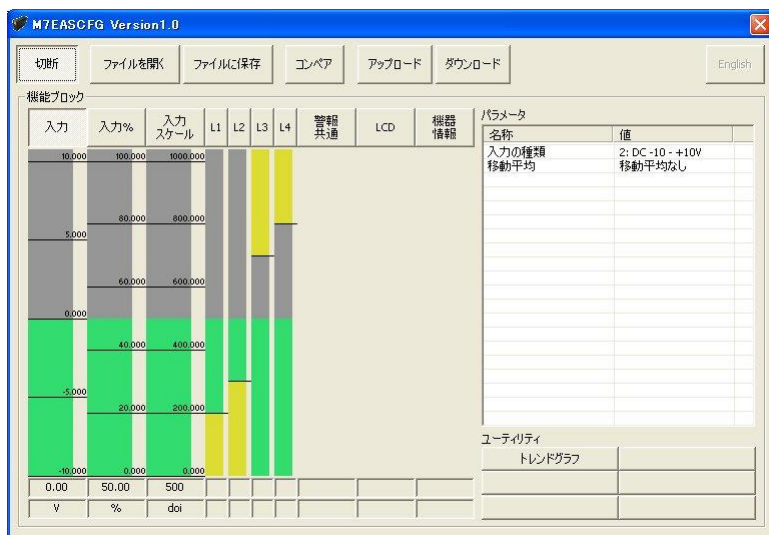 M7EASCFG Version1.0
切断 ファイルを開く ファイルに保存 コンペア アップロード ダウンロード English
機能ブロック
入力 入力% 入力スケール L1 L2 L3 L4 警報共通 LCD 機器情報
10.000 100.000 1000.000
80.000 800.000
5.000
60.000 600.000
0.000
40.000 400.000
-5.000
20.000 200.000
-10.000 0.000 0.000
0.00 50.00 500
V % doi
パラメータ
名称 値
入力の種類 2: DC -10 - +10V
移動平均 移動平均なし
ユーティリティ
トレンドグラフ